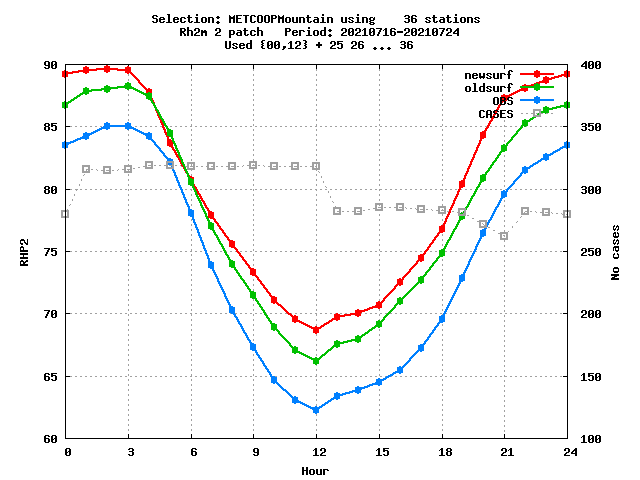 Selection: METCOOPMountain using    36 stations
Rh2m 2 patch   Period: 20210716-20210724
Used {00,12} + 25 26 ... 36
newsurf
oldsurf
OBS
CASES
90 85 80 75 70 65 60
400 350 300 250 200 150 100
RHP2
No cases
0 3 6 9 12 15 18 21 24
Hour